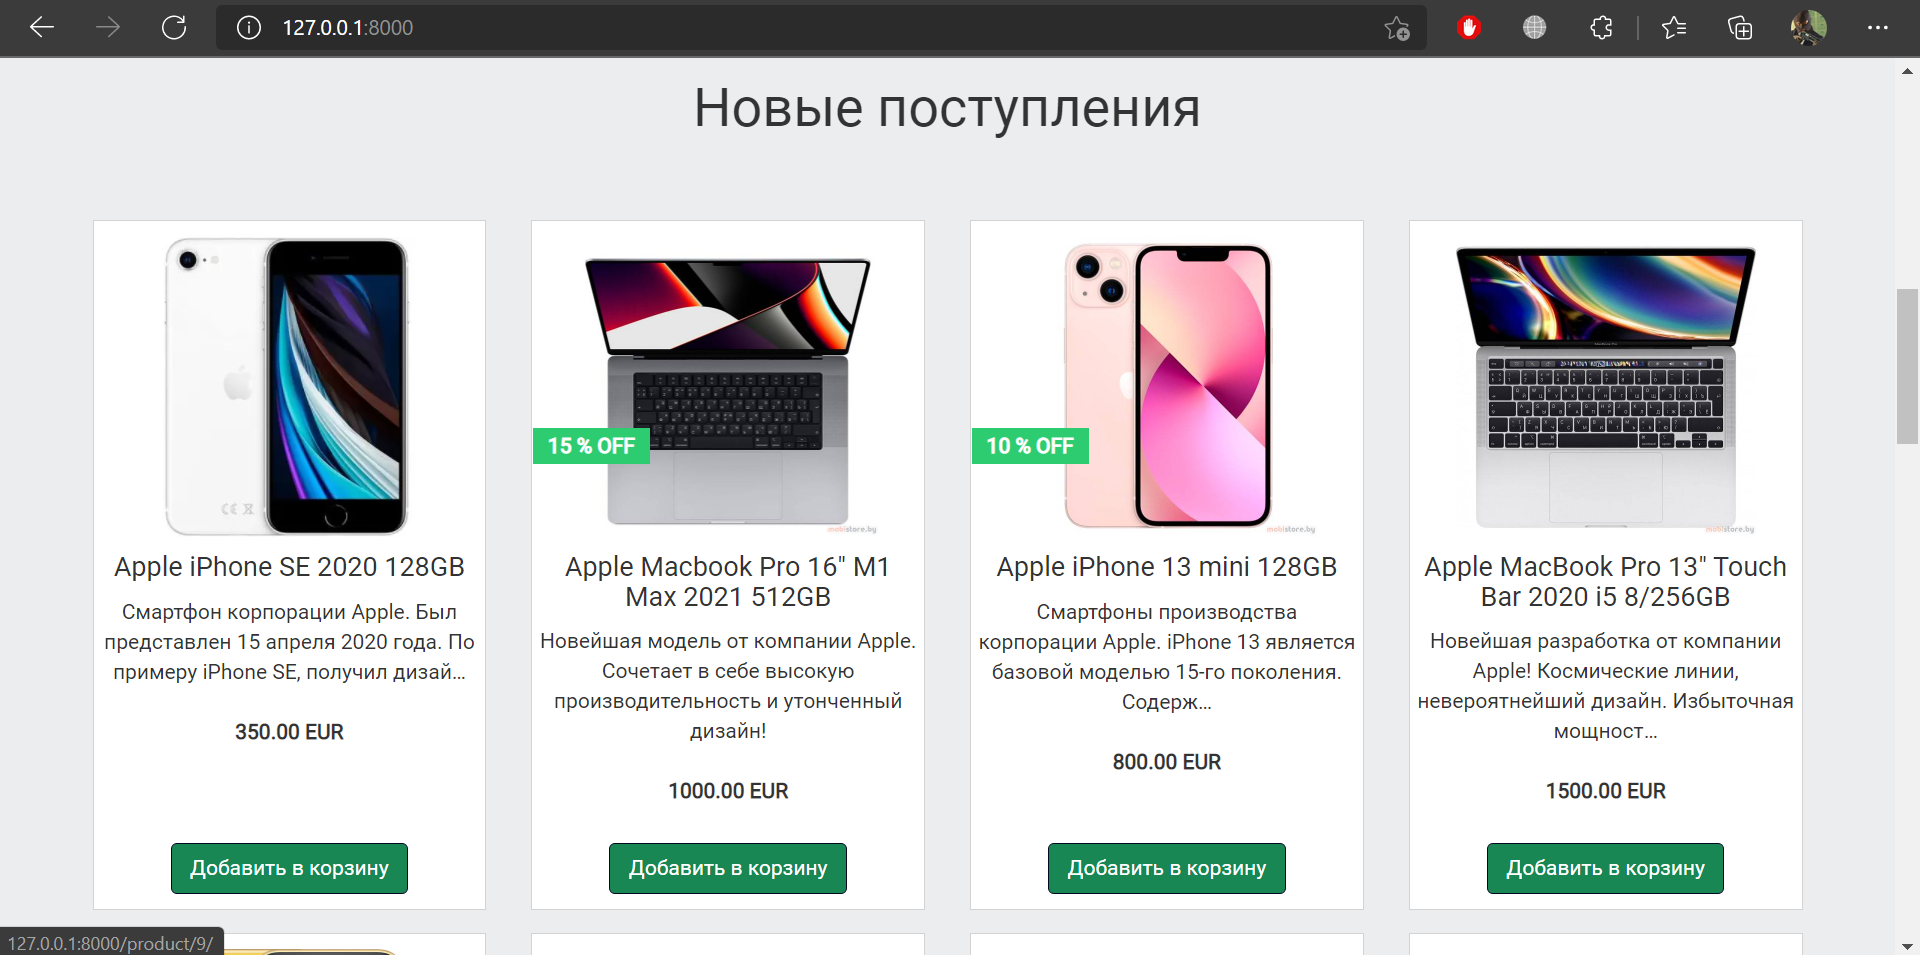 127.0.0.1:8000
Новые поступления
15 % OFF
10 % OFF
mobistore.by
mobistore.by
mobistore.by
Apple iPhone SE 2020 128GB
Смартфон корпорации Apple. Был
представлен 15 апреля 2020 года. По
примеру iPhone SE, получил дизай...
350.00 EUR
Добавить в корзину
Apple Macbook Pro 16" M1
Max 2021 512GB
Новейшая модель от компании Apple.
Сочетает в себе высокую
производительность и утонченный
дизайн!
1000.00 EUR
Добавить в корзину
Apple iPhone 13 mini 128GB
Смартфоны производства
корпорации Apple. iPhone 13 является
базовой моделью 15-го поколения.
Содерж...
800.00 EUR
Добавить в корзину
Apple MacBook Pro 13" Touch
Bar 2020 i5 8/256GB
Новейшая разработка от компании
Apple! Космические линии,
невероятнейший дизайн. Избыточная
мощност...
1500.00 EUR
Добавить в корзину
127.0.0.1:8000/product/9/